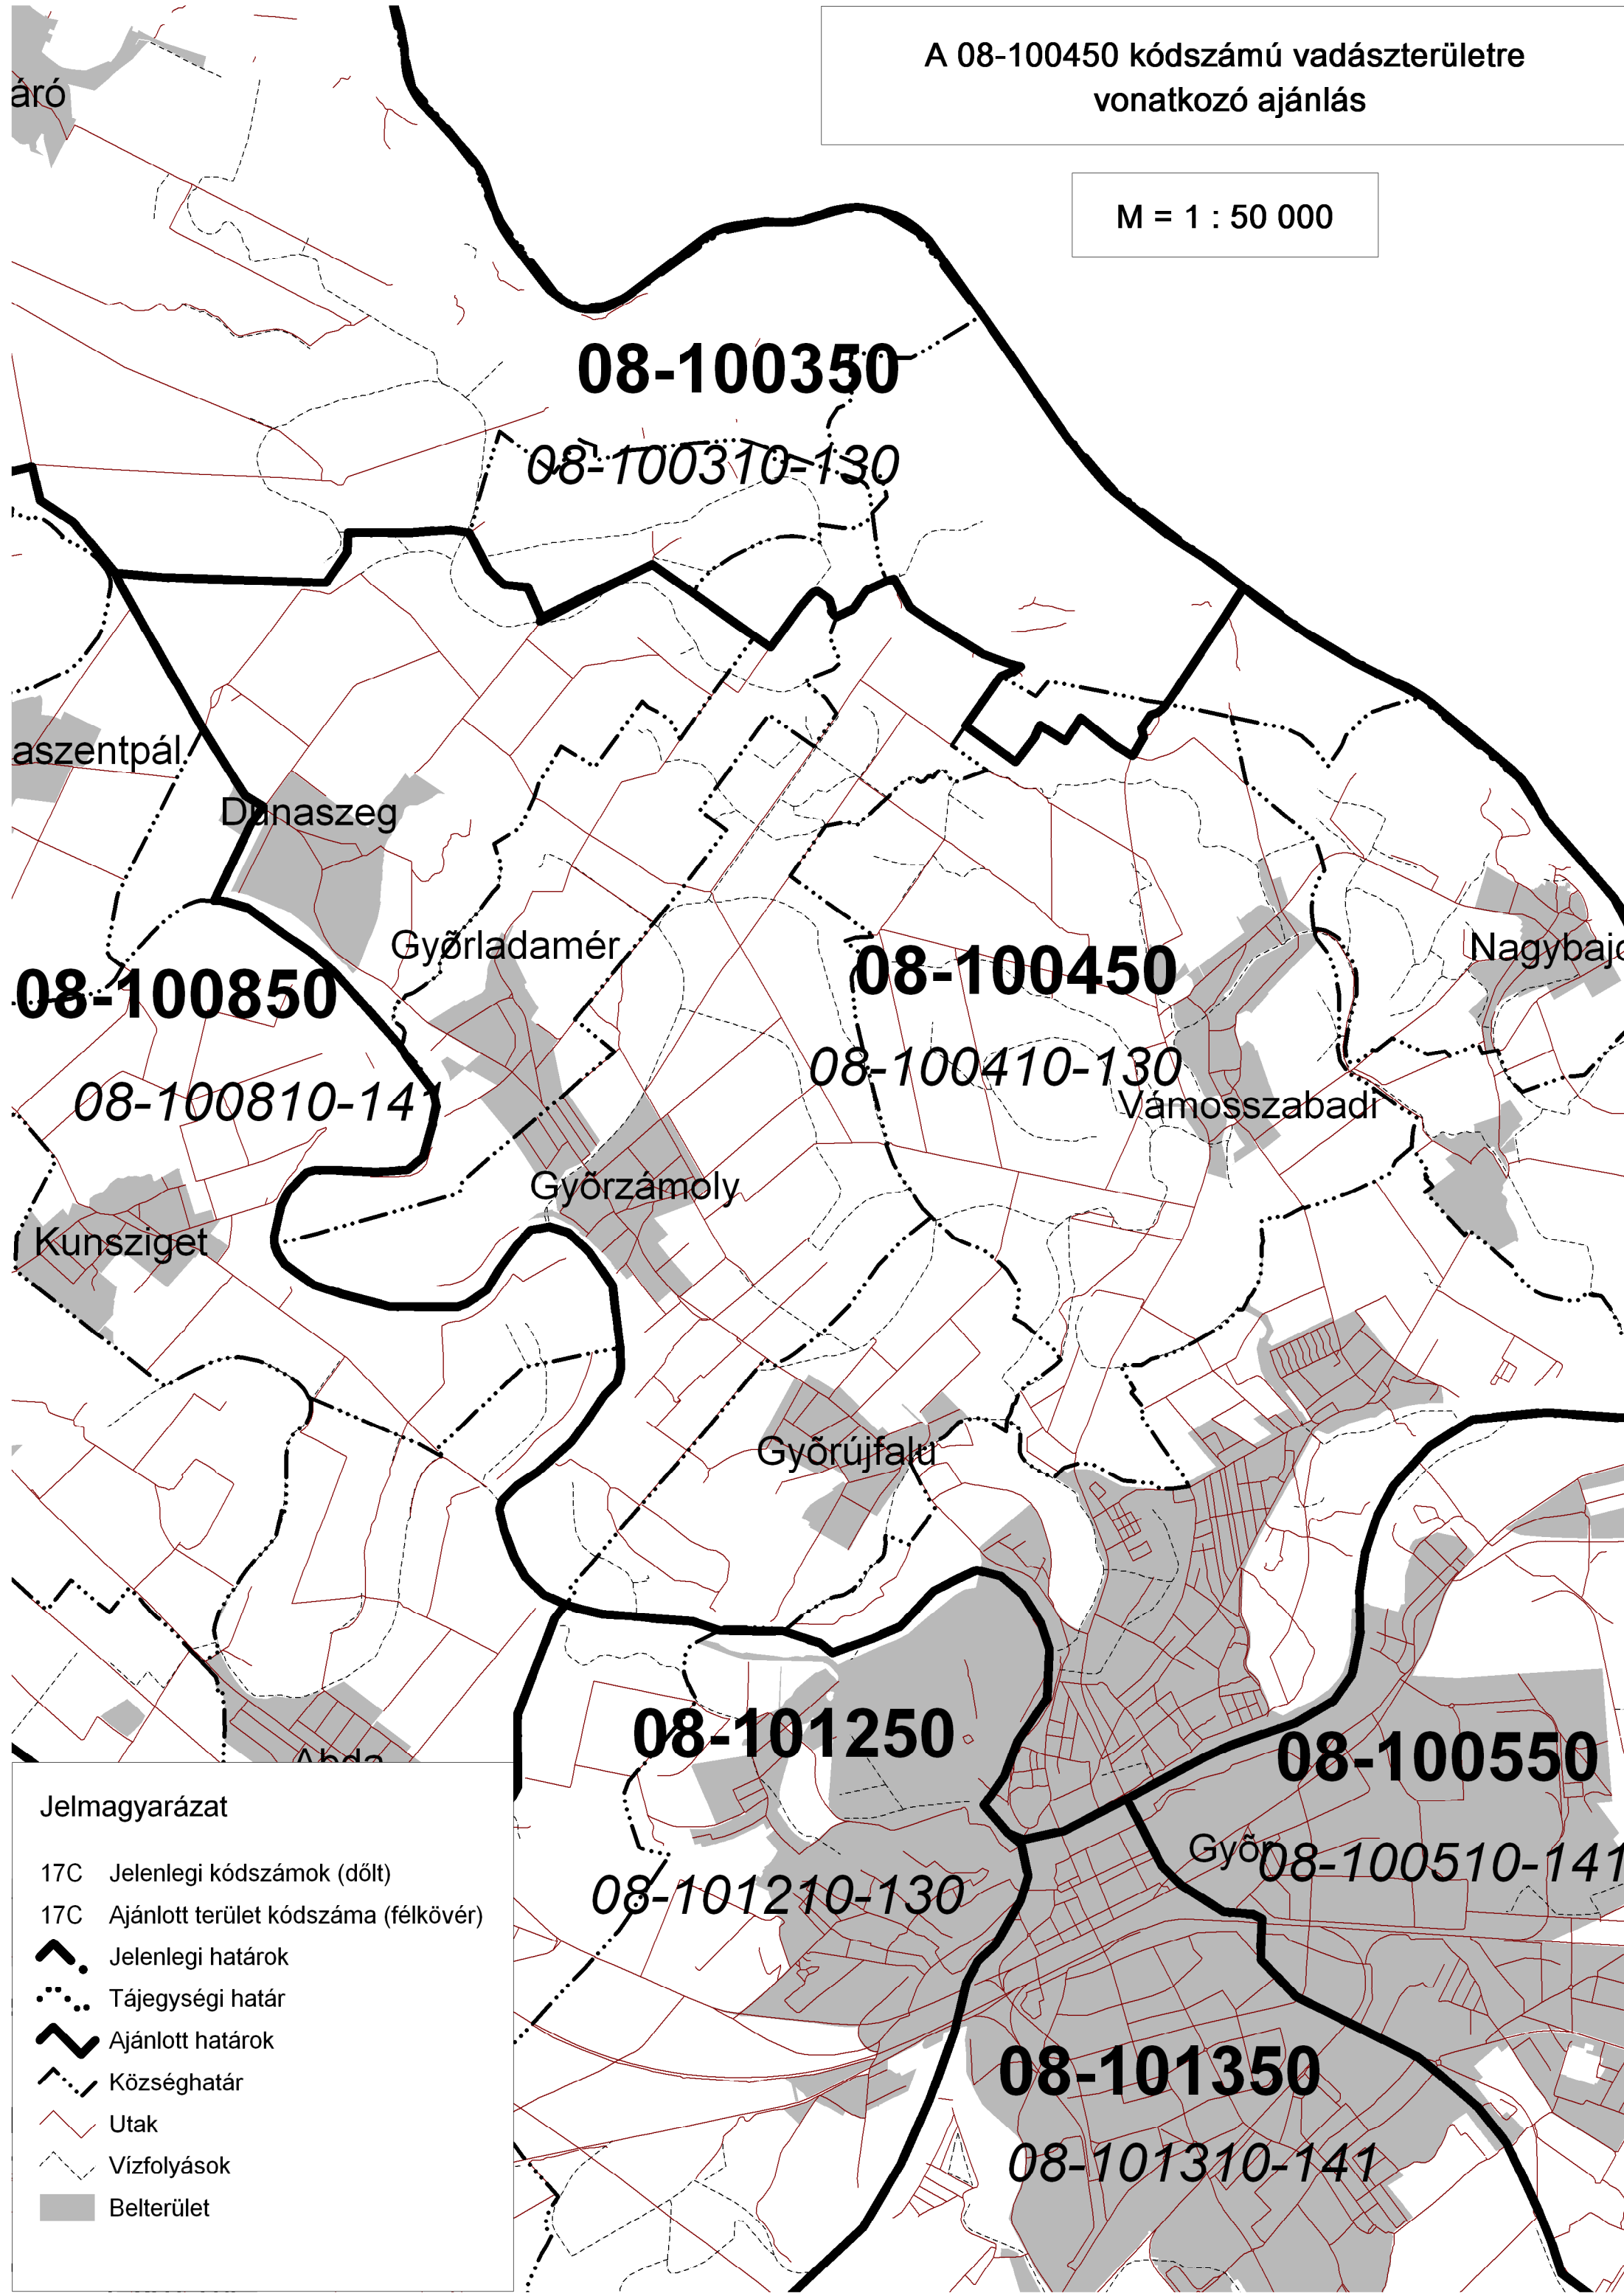 A 08-100450 kódszámú vadászterületre
vonatkozó ajánlás
M = 1 : 50 000
áró
08-100350
08-100310-130
aszentpál
Dunaszeg
Győrladamér
08-100850
08-100450
Nagybajc
08-100810-141
08-100410-130
Vámosszabadi
Győrzámoly
Kunsziget
Győrújfalu
08-101250
08-100550
Abda
Győr
08-100510-141
08-101210-130
08-101350
08-101310-141
Jelmagyarázat
17C Jelenlegi kódszámok (dőlt)
17C Ajánlott terület kódszáma (félkövér)
Jelenlegi határok
Tájegységi határ
Ajánlott határok
Községhatár
Utak
Vízfolyások
Belterület